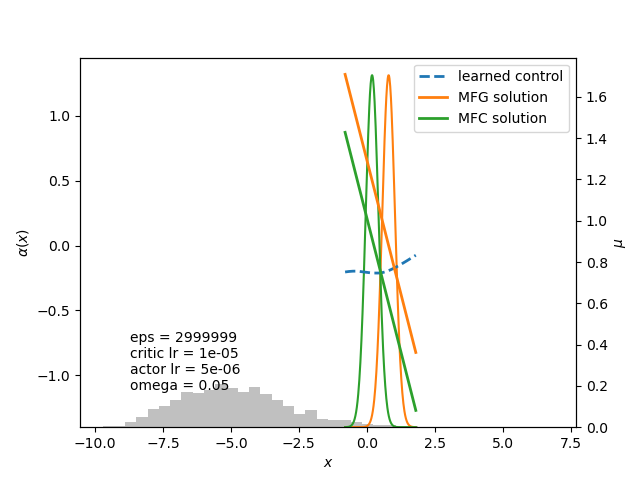 learned control
MFG solution
MFC solution
eps = 2999999
critic lr = 1e-05
actor lr = 5e-06
omega = 0.05
α(x)
1.0
0.5
0.0
−0.5
−1.0
μ
1.6
1.4
1.2
1.0
0.8
0.6
0.4
0.2
0.0
−10.0 −7.5 −5.0 −2.5 0.0 2.5 5.0 7.5
x